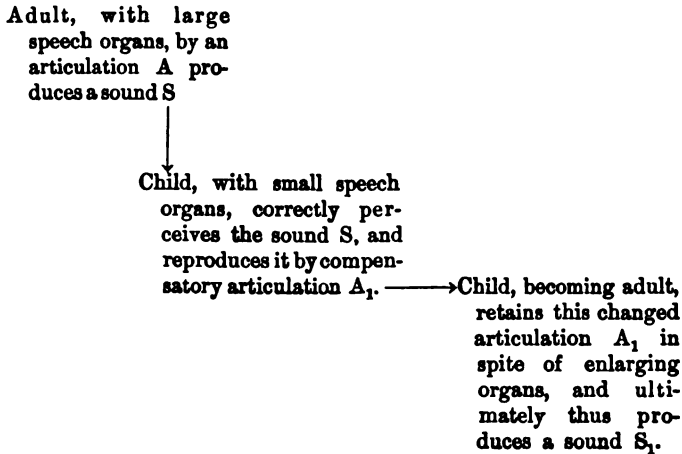 Adult, with large
speech organs, by an
articulation A pro-
duces a sound S
Child, with small speech
organs, correctly per-
ceives the sound S, and
reproduces it by compen-
satory articulation A₁.
Child, becoming adult,
retains this changed
articulation A₁ in
spite of enlarging
organs, and ulti-
mately thus pro-
duces a sound S₁.